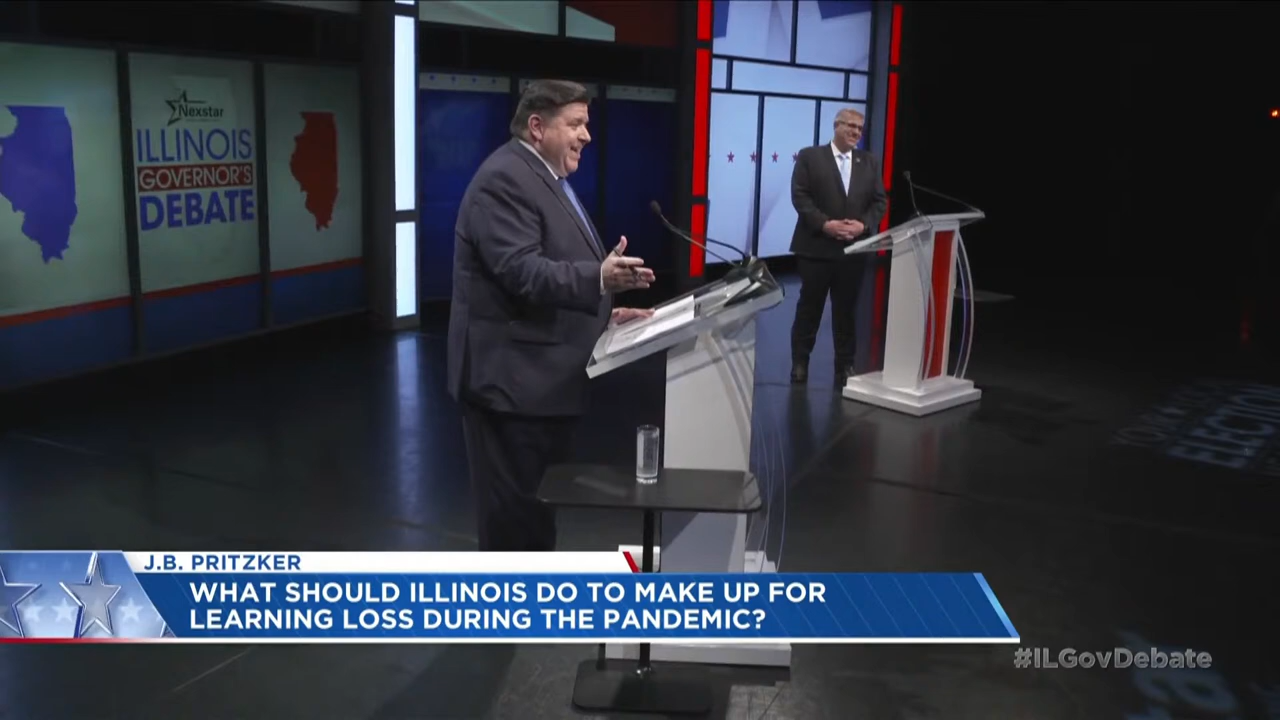 Nexstar
ILLINOIS
GOVERNOR'S
DEBATE
J.B. PRITZKER
WHAT SHOULD ILLINOIS DO TO MAKE UP FOR
LEARNING LOSS DURING THE PANDEMIC?
#ILGovDebate
ELECTION